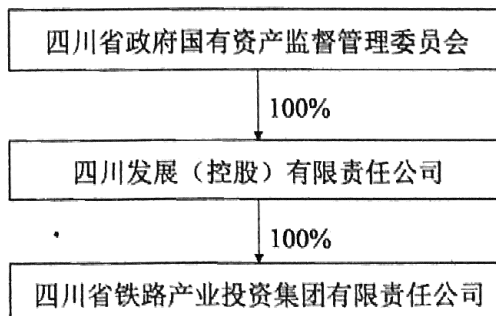 四川省政府国有资产监督管理委员会
100%
四川发展（控股）有限责任公司
100%
四川省铁路产业投资集团有限责任公司